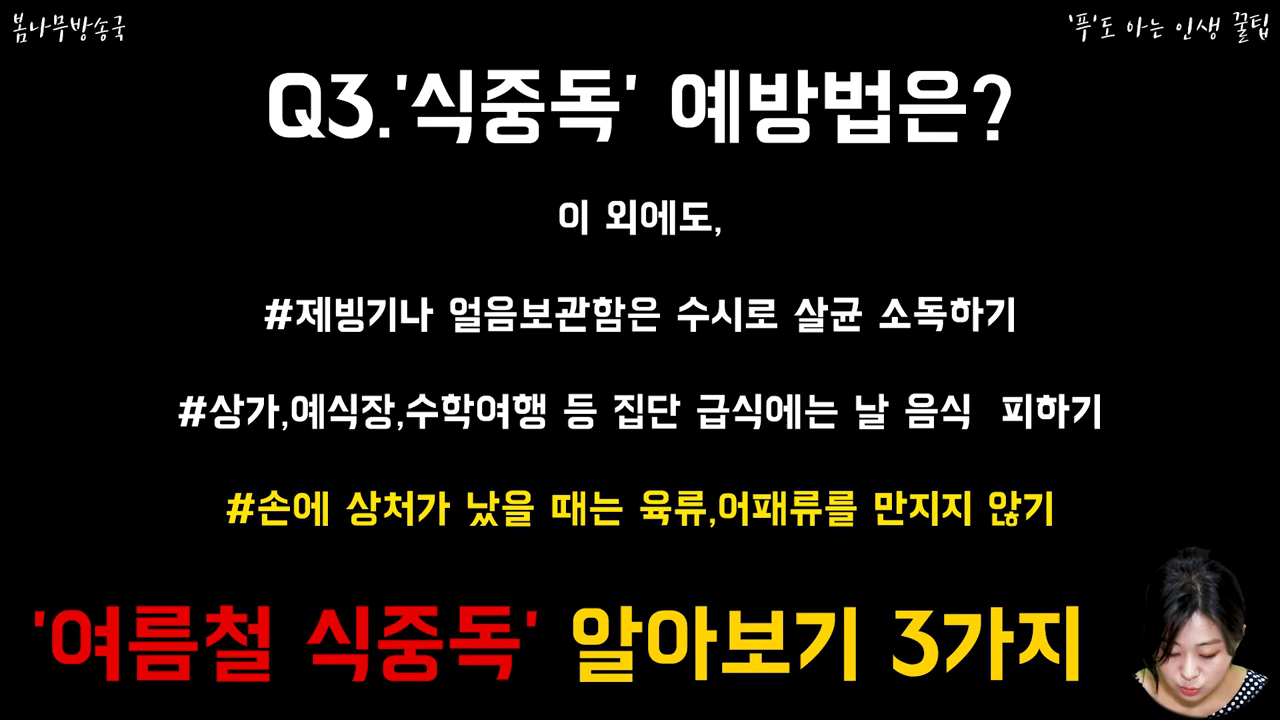 봄나무방송국
'푸'도 아는 인생 꿀팁
Q3.'식중독' 예방법은?
이 외에도,
#제빙기나 얼음보관함은 수시로 살균 소독하기
#상가,예식장,수학여행 등 집단 급식에는 날 음식 피하기
#손에 상처가 났을 때는 육류,어패류를 만지지 않기
'여름철 식중독' 알아보기 3가지